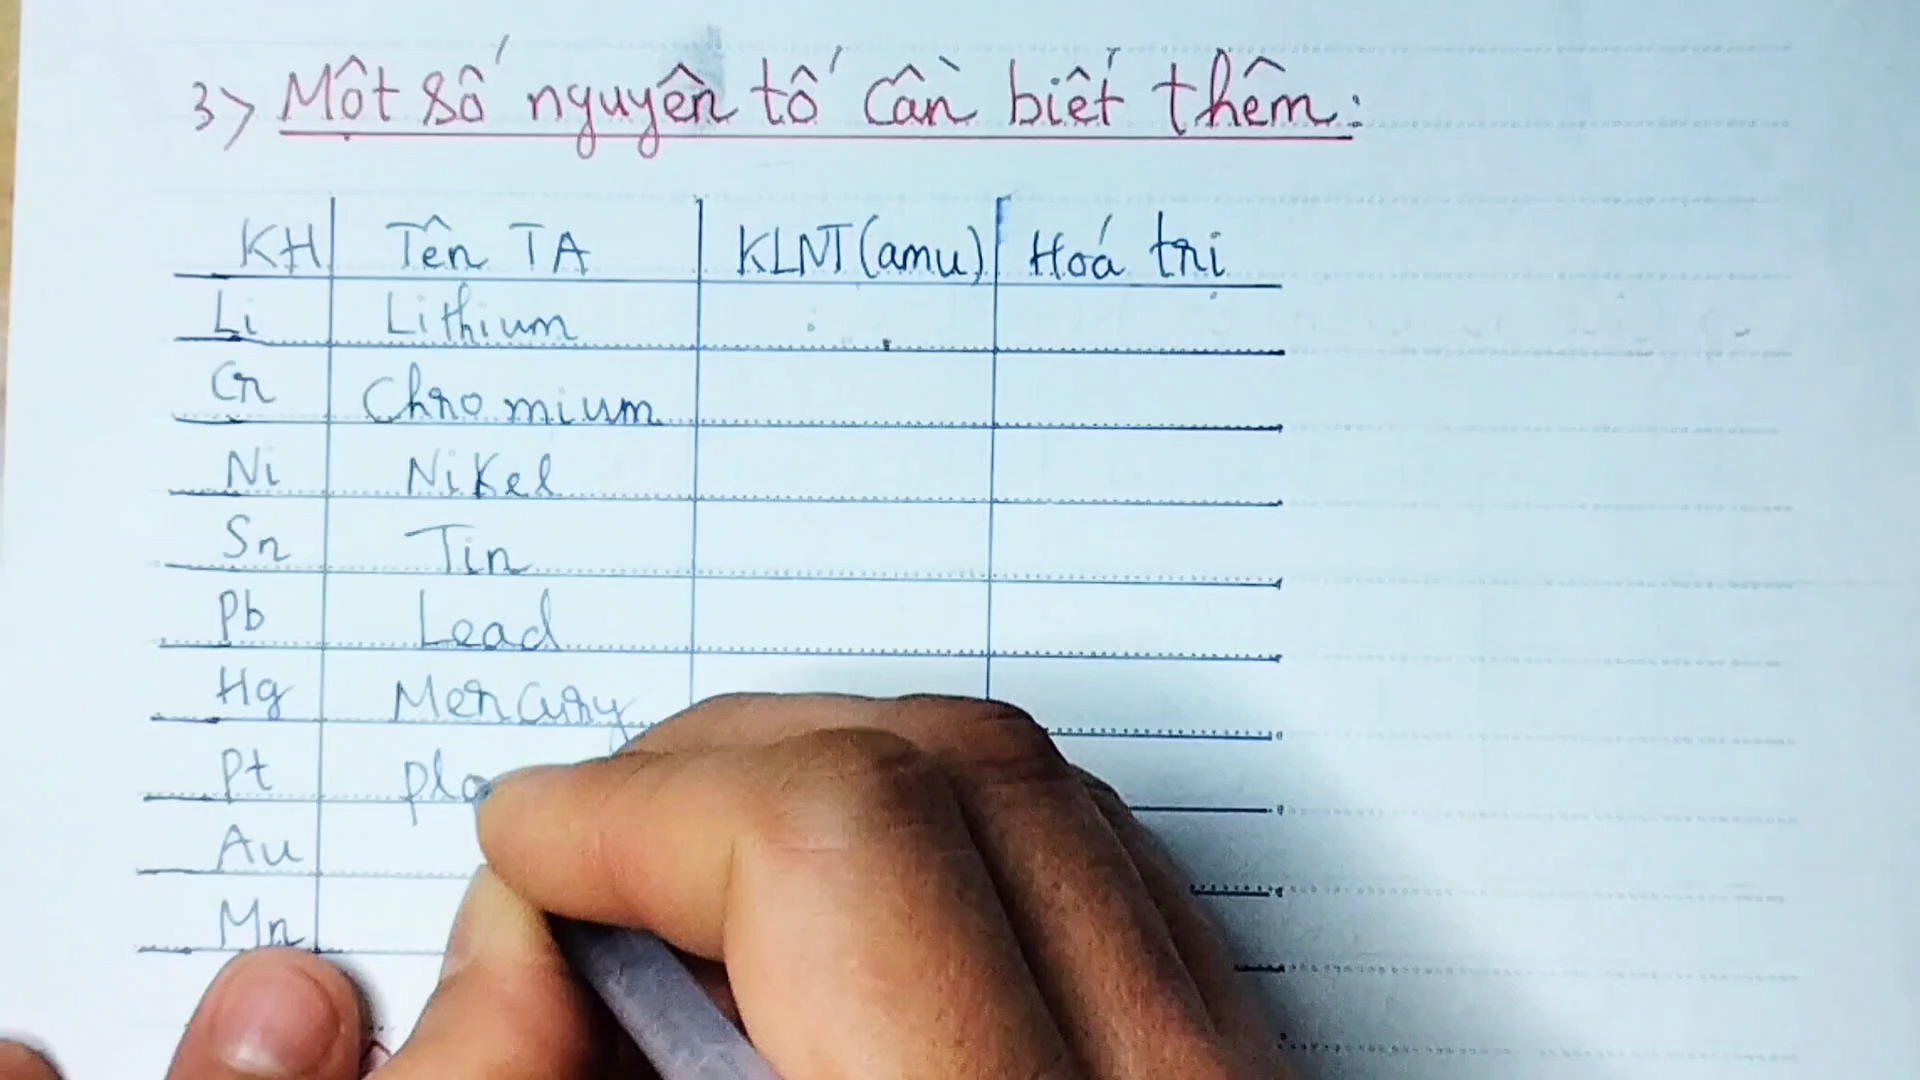 3> Một số nguyên tố cần biết thêm:
KH Tên TA KLNT(amu) Hoá trị
Li Lithium
Cr Chromium
Ni Nikel
Sn Tin
Pb Lead
Hg Mercury
Pt pla
Au
Mn